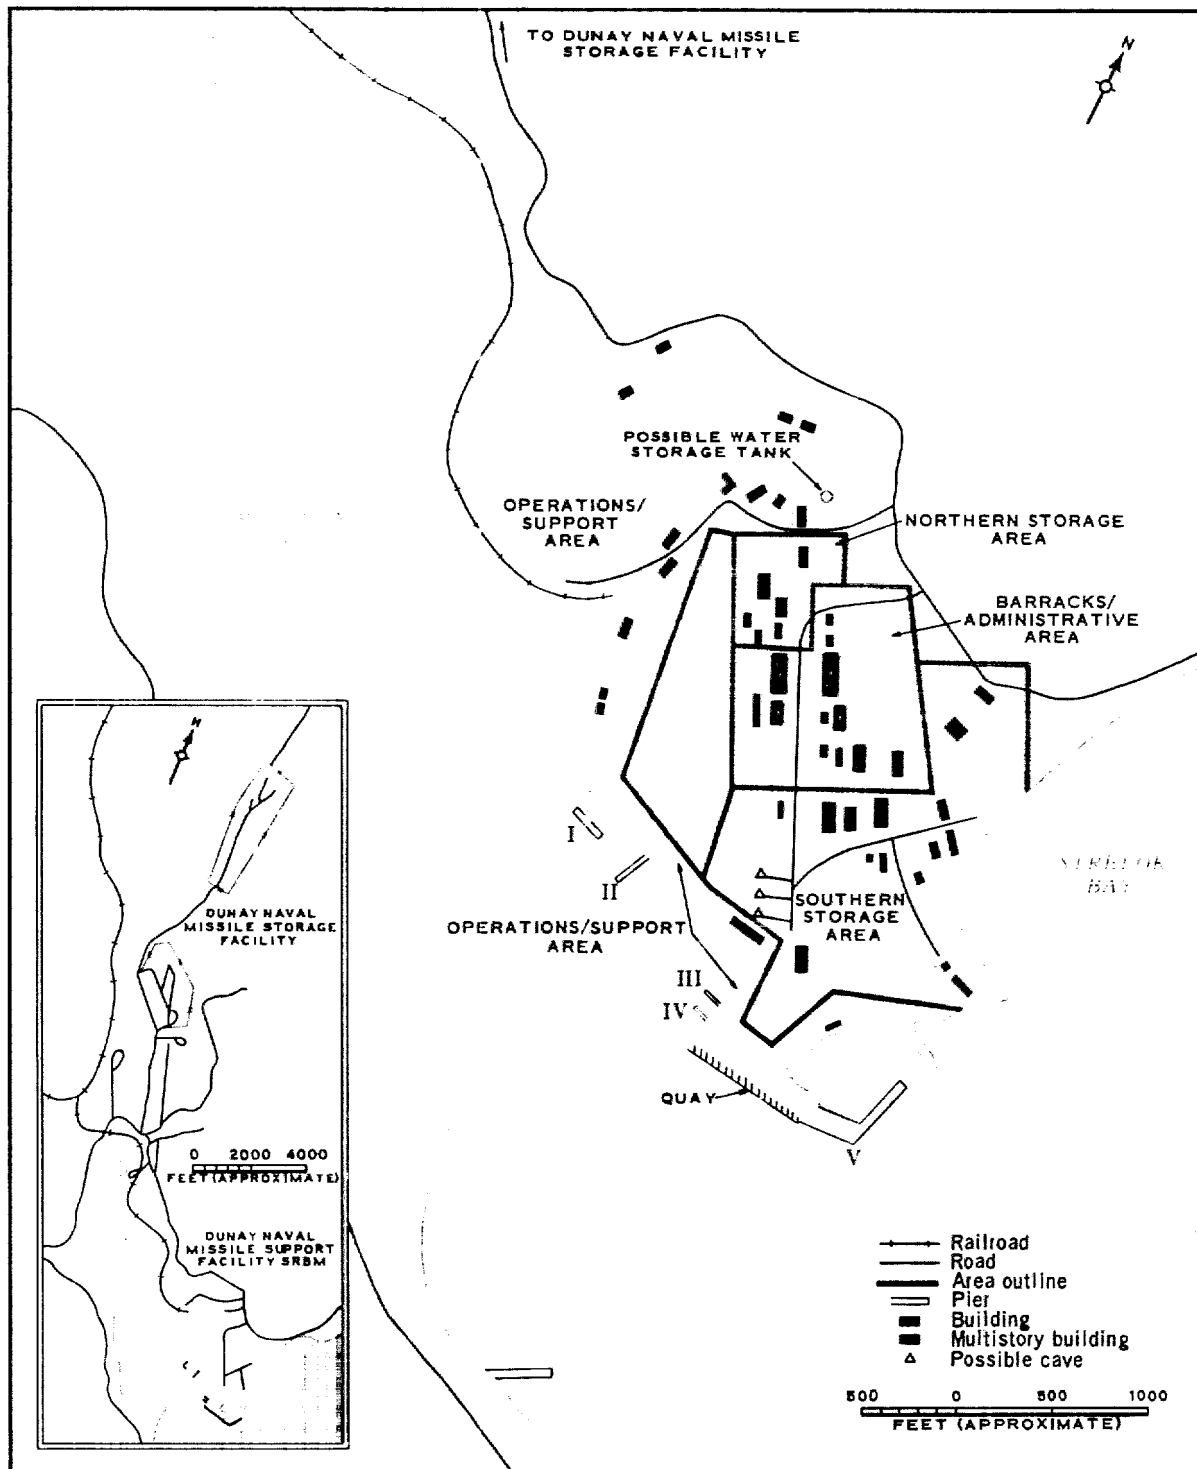 TO DUNAY NAVAL MISSILE
STORAGE FACILITY
N
POSSIBLE WATER
STORAGE TANK
OPERATIONS/
SUPPORT
AREA
NORTHERN STORAGE
AREA
BARRACKS/
ADMINISTRATIVE
AREA
I
II
BAY
SOUTHERN
STORAGE
AREA
OPERATIONS/SUPPORT
AREA
III
IV
QUAY
V
N
DUNAY NAVAL
MISSILE STORAGE
FACILITY
0 2000 4000
FEET (APPROXIMATE)
DUNAY NAVAL
MISSILE SUPPORT
FACILITY SRBM
Railroad
Road
Area outline
Pier
Building
Multistory building
Possible cave
500 0 500 1000
FEET (APPROXIMATE)